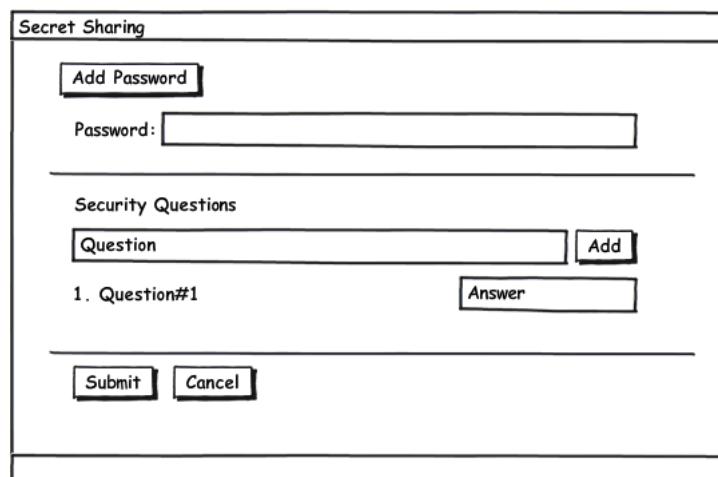 Secret Sharing
Add Password
Password:
Security Questions
Question Add
1. Question#1 Answer
Submit Cancel